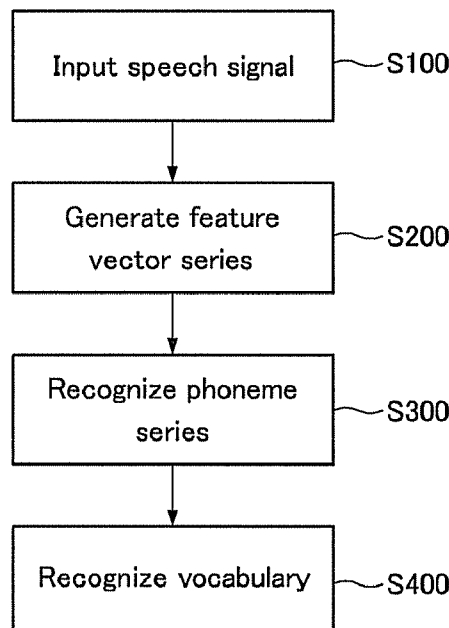 Input speech signal
S100
Generate feature
vector series
S200
Recognize phoneme
series
S300
Recognize vocabulary
S400